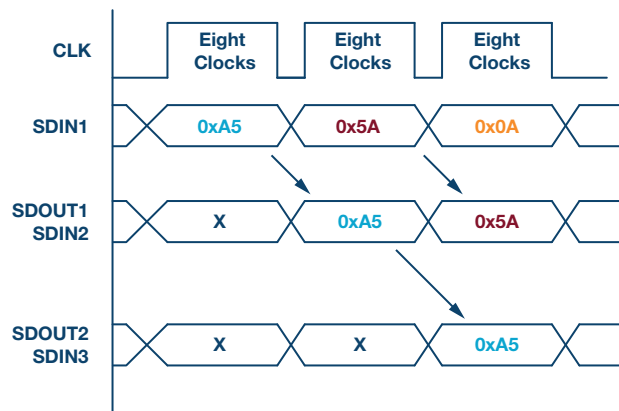 CLK
Eight Clocks
Eight Clocks
Eight Clocks
SDIN1
0xA5
0x5A
0x0A
SDOUT1
SDIN2
X
0xA5
0x5A
SDOUT2
SDIN3
X
X
0xA5